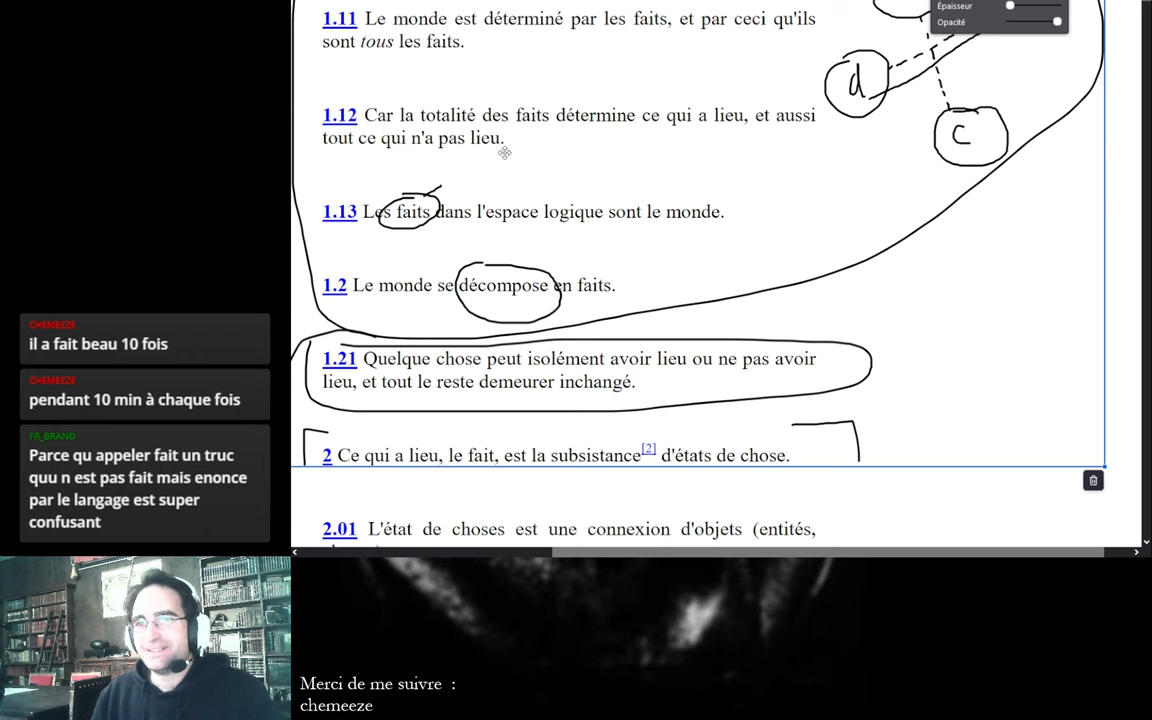 Épaisseur
Opacité
1.11 Le monde est déterminé par les faits, et par ceci qu'ils
sont tous les faits.
d
1.12 Car la totalité des faits détermine ce qui a lieu, et aussi
tout ce qui n'a pas lieu.
c
1.13 Les faits dans l'espace logique sont le monde.
1.2 Le monde se décompose en faits.
1.21 Quelque chose peut isolément avoir lieu ou ne pas avoir
lieu, et tout le reste demeurer inchangé.
2 Ce qui a lieu, le fait, est la subsistance[2] d'états de chose.
2.01 L'état de choses est une connexion d'objets (entités,
CHEMEEZE
il a fait beau 10 fois
CHEMEEZE
pendant 10 min à chaque fois
FR_BRAND
Parce qu appeler fait un truc
quu n est pas fait mais enonce
par le langage est super
confusant
Merci de me suivre :
chemeeze